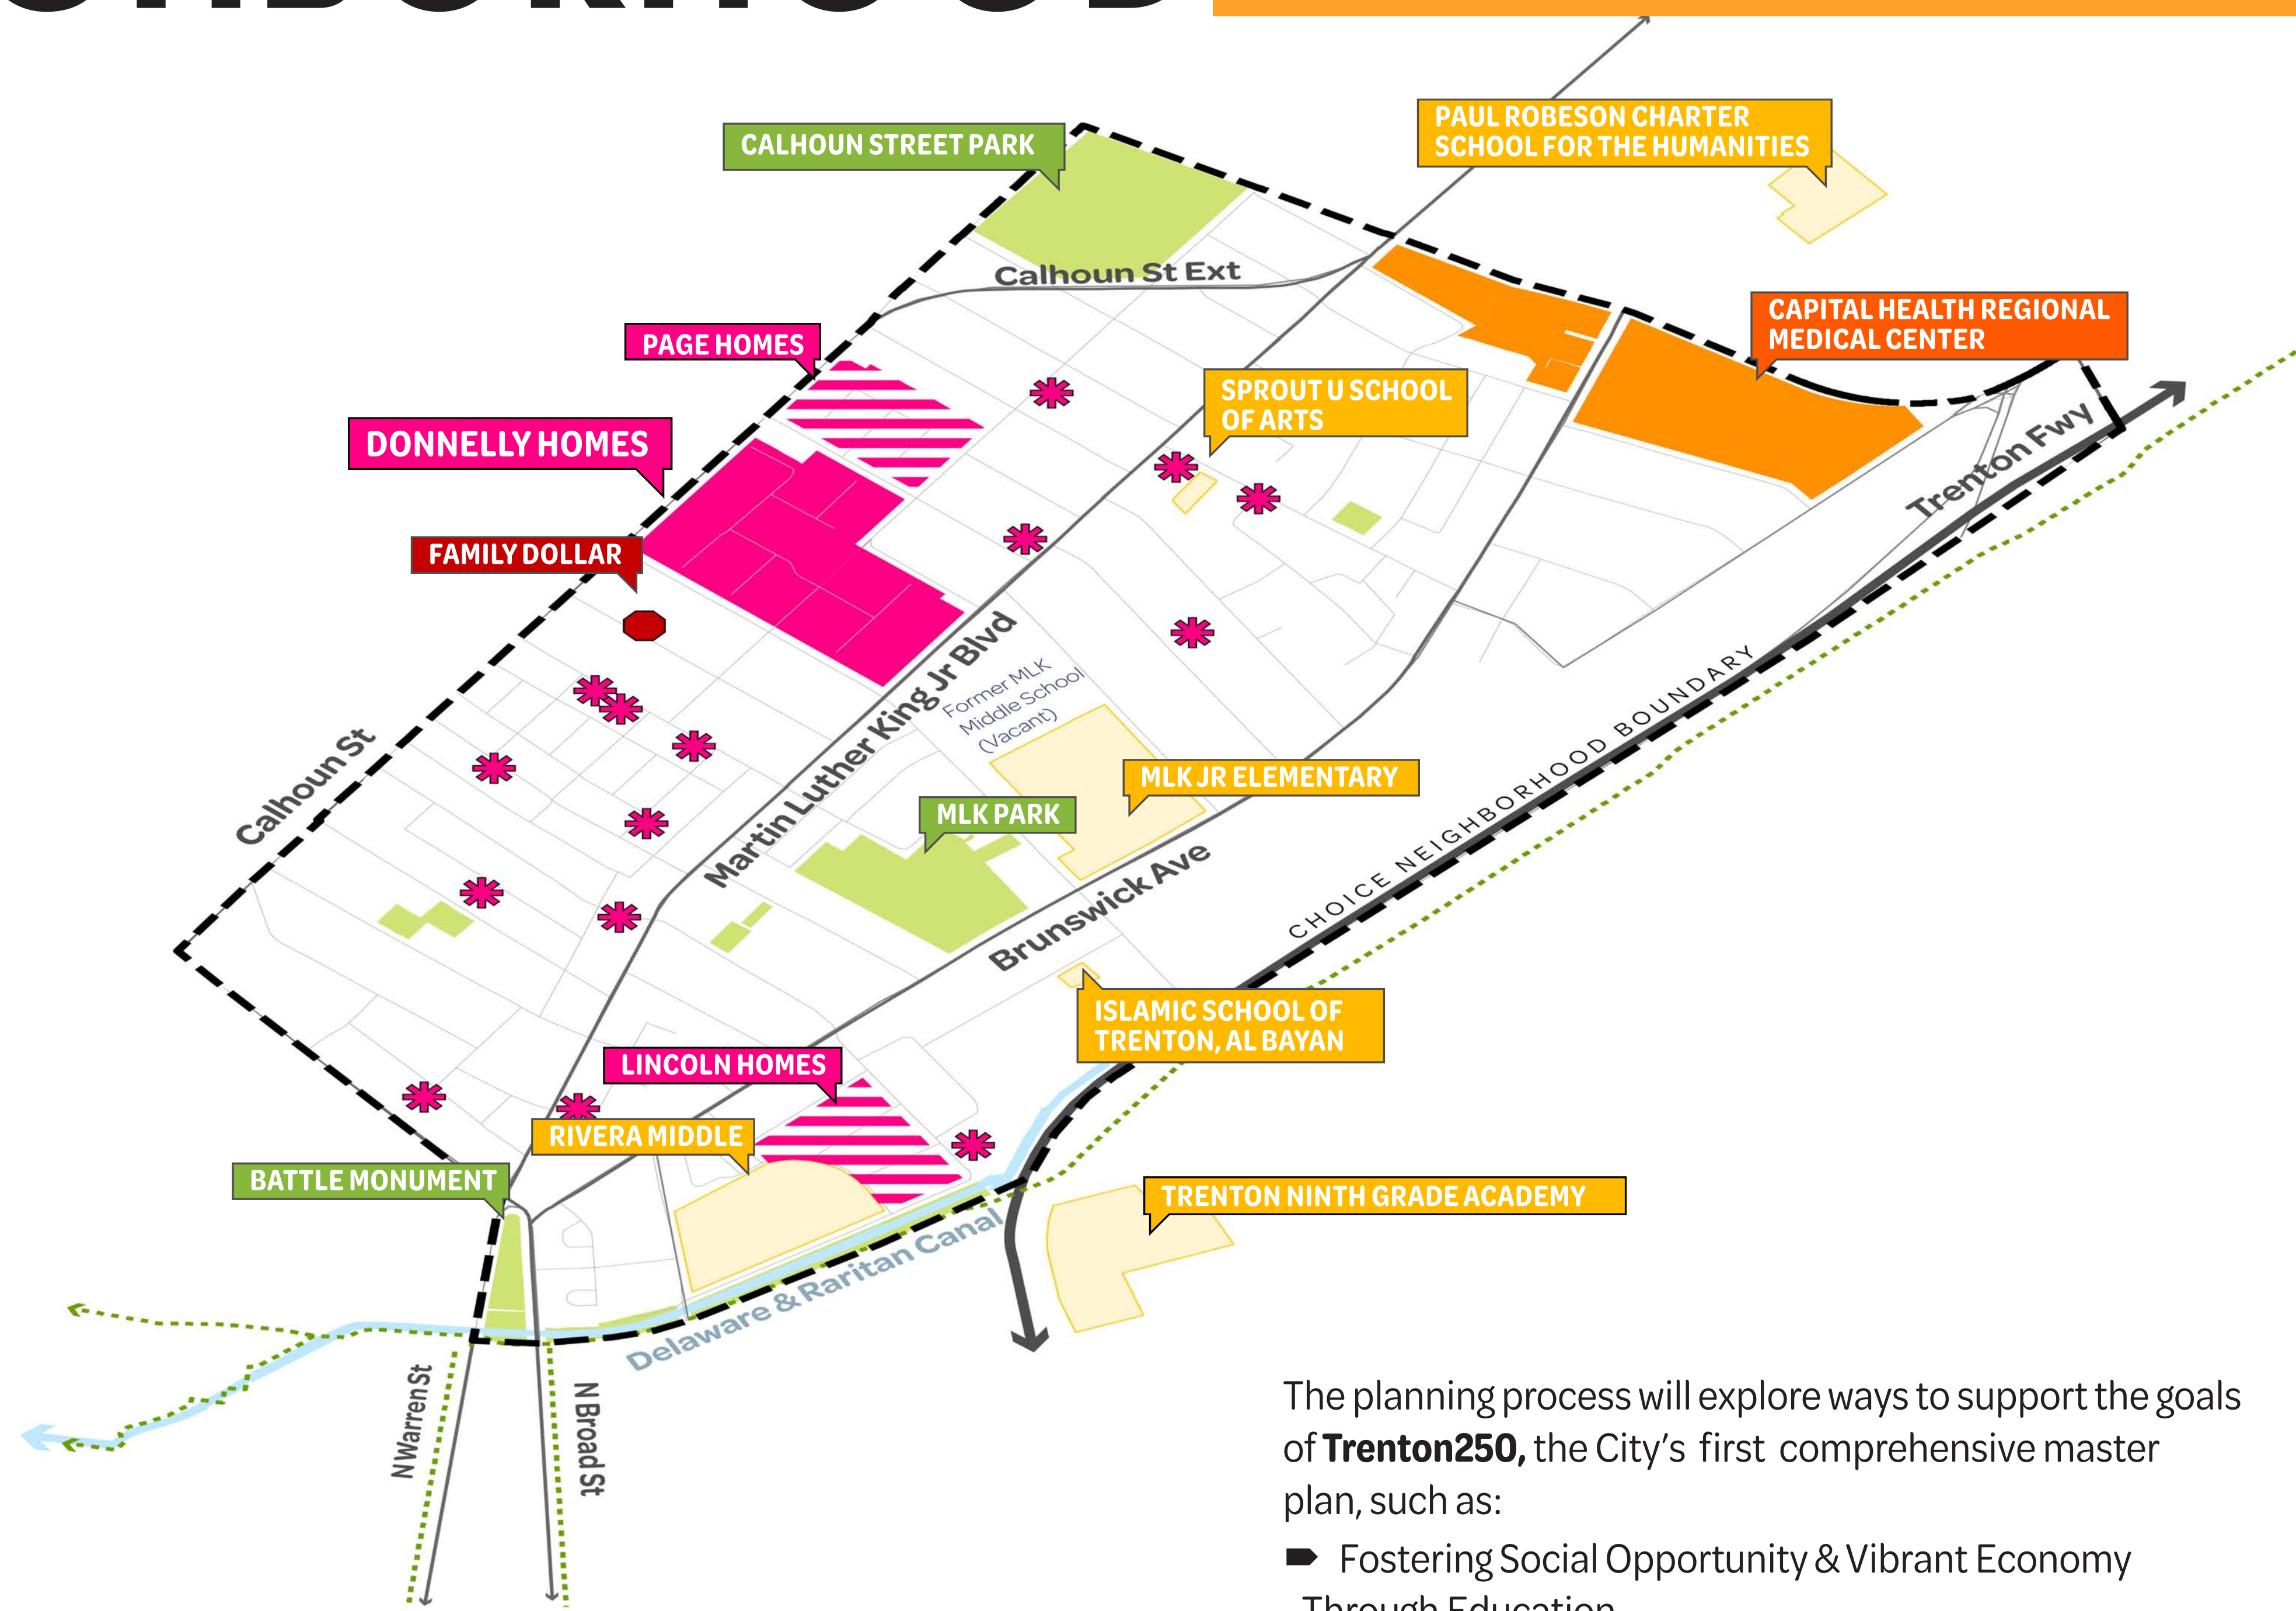 PAUL ROBESON CHARTER
SCHOOL FOR THE HUMANITIES
CALHOUN STREET PARK
Calhoun St Ext
CAPITAL HEALTH REGIONAL
MEDICAL CENTER
PAGE HOMES
SPROUT U SCHOOL
OF ARTS
DONNELLY HOMES
Trenton Fwy
FAMILY DOLLAR
Martin Luther King Jr Blvd
Former MLK
Middle School
(Vacant)
CHOICE NEIGHBORHOOD BOUNDARY
Calhoun St
MLK JR ELEMENTARY
MLK PARK
Brunswick Ave
ISLAMIC SCHOOL OF
TRENTON, AL BAYAN
LINCOLN HOMES
RIVERA MIDDLE
BATTLE MONUMENT
TRENTON NINTH GRADE ACADEMY
Delaware & Raritan Canal
N Warren St
N Broad St
The planning process will explore ways to support the goals
of Trenton250, the City's first comprehensive master
plan, such as:
Fostering Social Opportunity & Vibrant Economy
Through Education